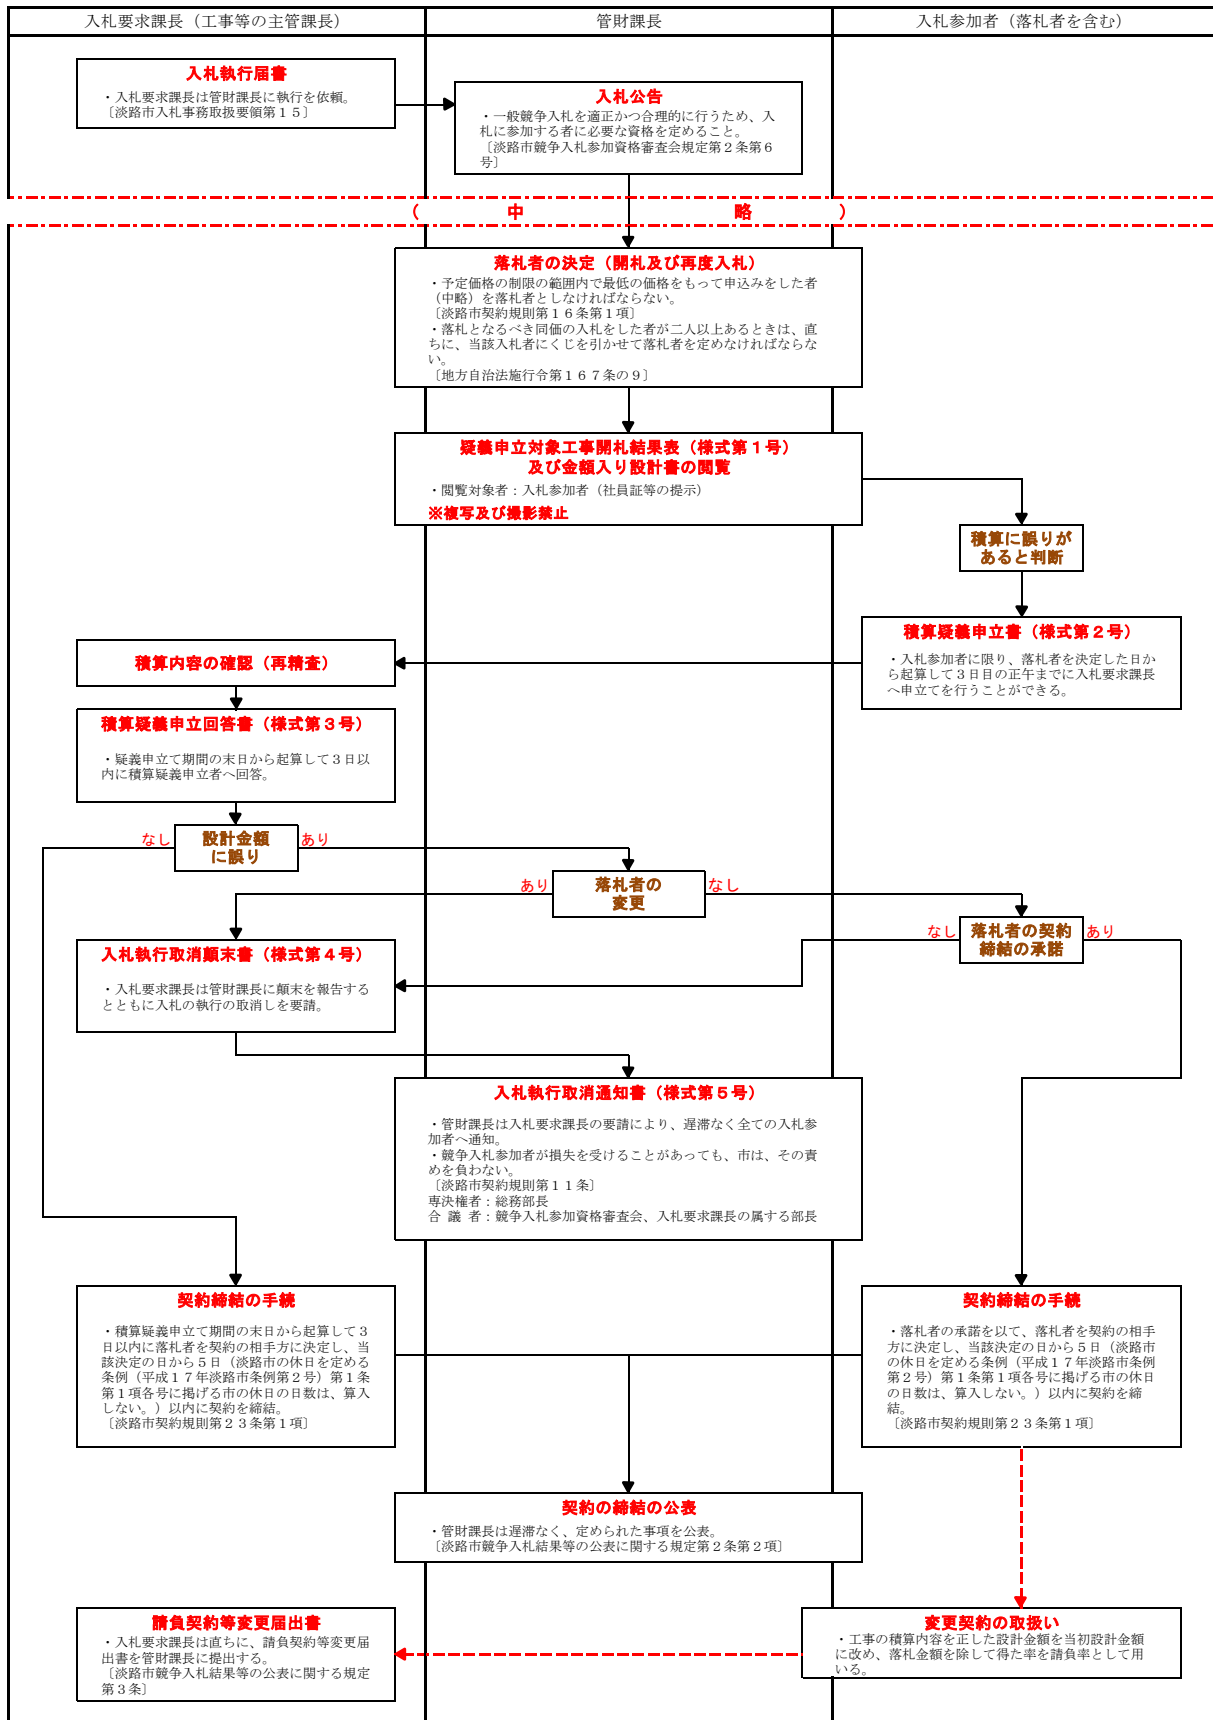 入札要求課長（工事等の主管課長）
管財課長
入札参加者（落札者を含む）
入札執行届書
・入札要求課長は管財課長に執行を依頼。
〔淡路市入札事務取扱要領第１５〕
入札公告
・一般競争入札を適正かつ合理的に行うため、入
札に参加する者に必要な資格を定めること。
〔淡路市競争入札参加資格審査会規定第２条第６
号〕
（　中　略　）
落札者の決定（開札及び再度入札）
・予定価格の制限の範囲内で最低の価格をもって申込みをした者
（中略）を落札者としなければならない。
〔淡路市契約規則第１６条第１項〕
・落札となるべき同価の入札をした者が二人以上あるときは、直
ちに、当該入札者にくじを引かせて落札者を定めなければならな
い。
〔地方自治法施行令第１６７条の９〕
疑義申立対象工事開札結果表（様式第１号）
及び金額入り設計書の閲覧
・閲覧対象者：入札参加者（社員証等の提示）
※複写及び撮影禁止
積算に誤りが
あると判断
積算疑義申立書（様式第２号）
・入札参加者に限り、落札者を決定した日か
ら起算して３日目の正午までに入札要求課長
へ申立てを行うことができる。
積算内容の確認（再精査）
積算疑義申立回答書（様式第３号）
・疑義申立て期間の末日から起算して３日以
内に積算疑義申立者へ回答。
なし
設計金額
に誤り
あり
あり
落札者の
変更
なし
なし
落札者の契約
締結の承諾
あり
入札執行取消顛末書（様式第４号）
・入札要求課長は管財課長に顛末を報告する
とともに入札の執行の取消しを要請。
入札執行取消通知書（様式第５号）
・管財課長は入札要求課長の要請により、遅滞なく全ての入札参
加者へ通知。
・競争入札参加者が損失を受けることがあっても、市は、その責
めを負わない。
〔淡路市契約規則第１１条〕
専決権者：総務部長
合 議 者：競争入札参加資格審査会、入札要求課長の属する部長
契約締結の手続
・積算疑義申立て期間の末日から起算して３
日以内に落札者を契約の相手方に決定し、当
該決定の日から５日（淡路市の休日を定める
条例（平成１７年淡路市条例第２号）第１条
第１項各号に掲げる市の休日の日数は、算入
しない。）以内に契約を締結。
〔淡路市契約規則第２３条第１項〕
契約締結の手続
・落札者の承諾を以て、落札者を契約の相手
方に決定し、当該決定の日から５日（淡路市
の休日を定める条例（平成１７年淡路市条例
第２号）第１条第１項各号に掲げる市の休日
の日数は、算入しない。）以内に契約を締
結。
〔淡路市契約規則第２３条第１項〕
契約の締結の公表
・管財課長は遅滞なく、定められた事項を公表。
〔淡路市競争入札結果等の公表に関する規定第２条第２項〕
請負契約等変更届出書
・入札要求課長は直ちに、請負契約等変更届
出書を管財課長に提出する。
〔淡路市競争入札結果等の公表に関する規定
第３条〕
変更契約の取扱い
・工事の積算内容を正した設計金額を当初設計金額
に改め、落札金額を除して得た率を請負率として用
いる。